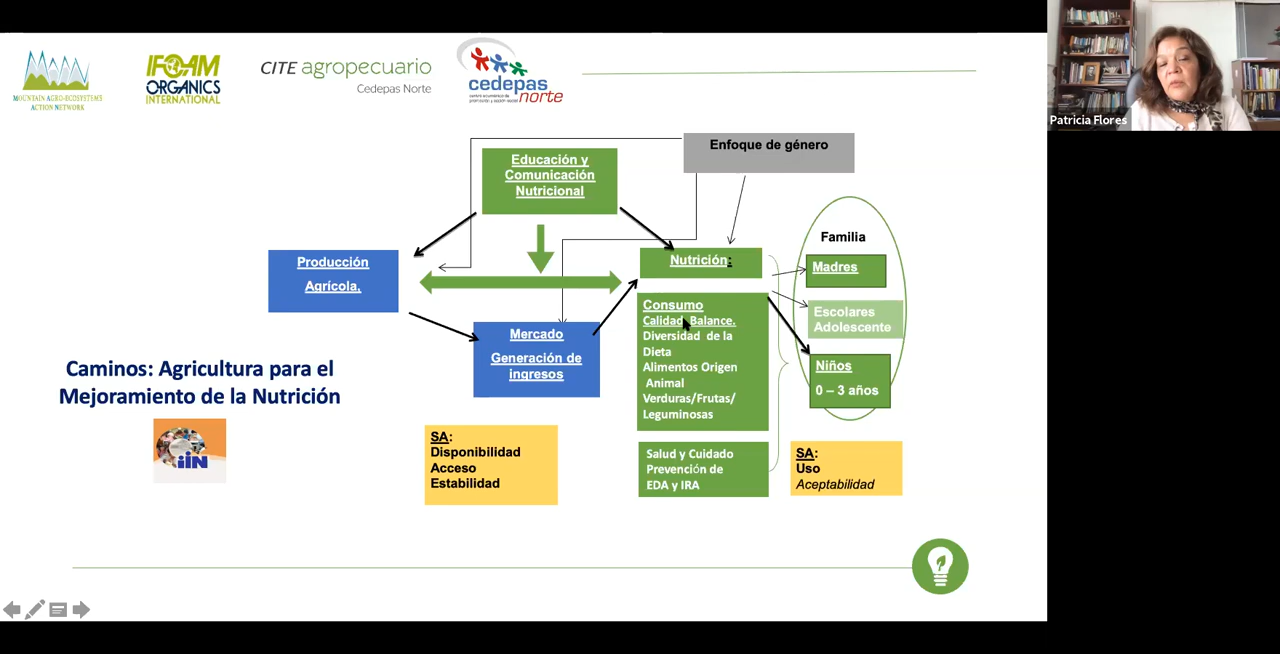 MOUNTAIN AGRO-ECOSYSTEMS
ACTION NETWORK
IFOAM
ORGANICS
INTERNATIONAL
CITE agropecuario
Cedepas Norte
cedepas
norte
Patricia Flores
Enfoque de género
Educación y
Comunicación
Nutricional
Familia
Producción
Agrícola.
Nutrición:
Madres
Consumo
Calidad Balance.
Diversidad de la
Dieta
Alimentos Origen
Animal
Verduras/Frutas/
Leguminosas
Escolares
Adolescente
Mercado
Generación de
ingresos
Niños
0 – 3 años
Caminos: Agricultura para el
Mejoramiento de la Nutrición
iiN
SA:
Disponibilidad
Acceso
Estabilidad
Salud y Cuidado
Prevención de
EDA y IRA
SA:
Uso
Aceptabilidad